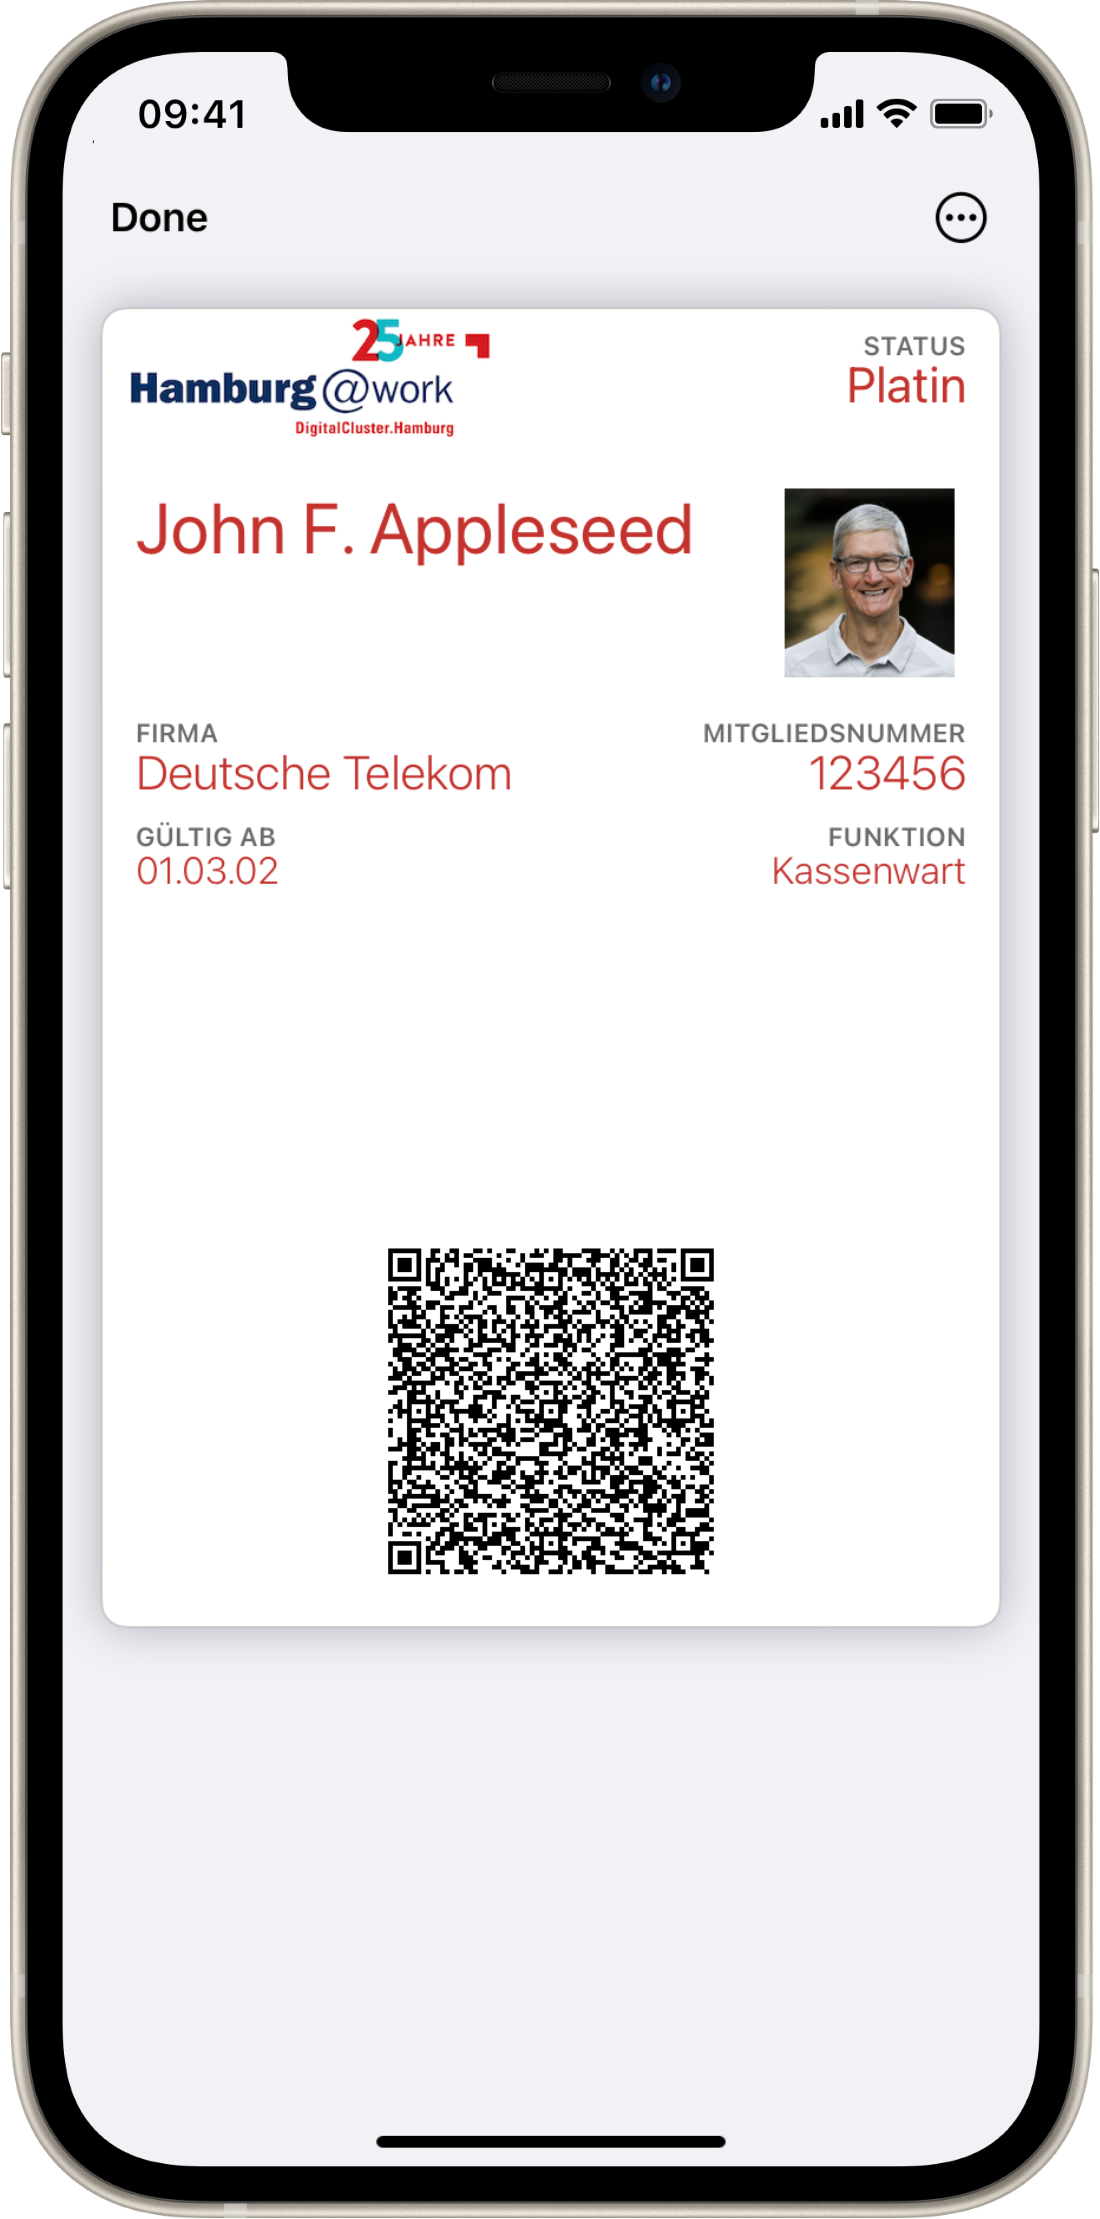 09:41
Done
25 JAHRE
Hamburg@work
DigitalCluster.Hamburg
STATUS
Platin
John F. Appleseed
FIRMA
Deutsche Telekom
MITGLIEDSNUMMER
123456
GÜLTIG AB
01.03.02
FUNKTION
Kassenwart